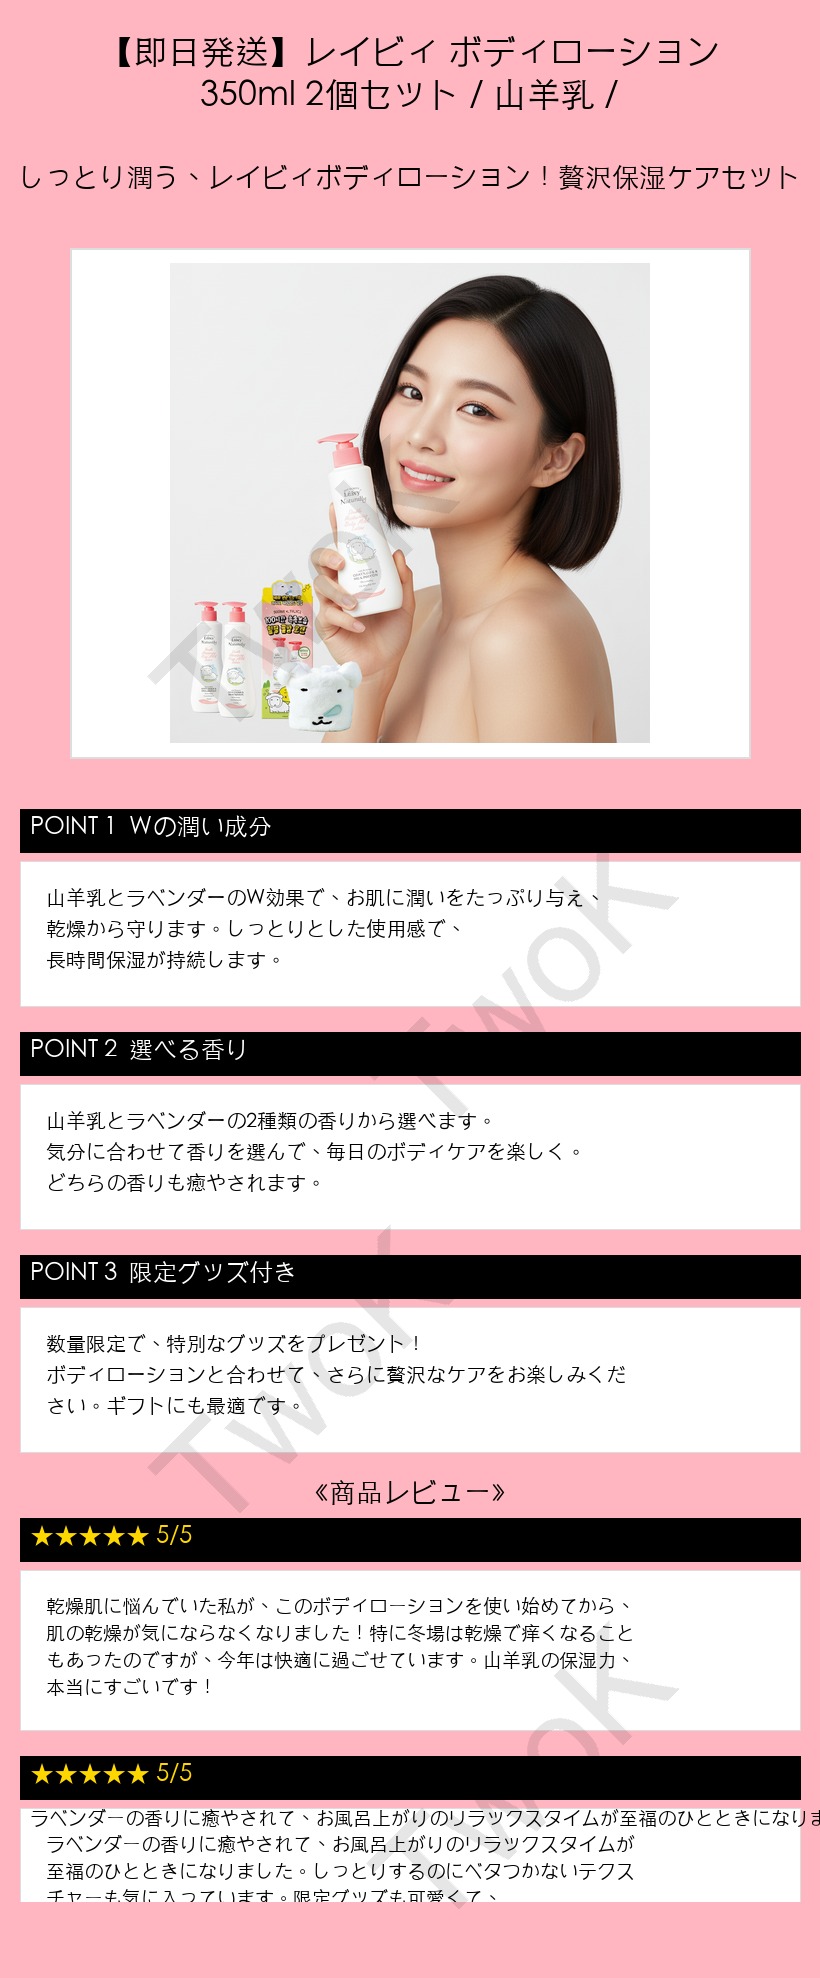 【即日発送】レイビィ ボディローション
350ml 2個セット / 山羊乳 /
しっとり潤う、レイビィボディローション！贅沢保湿ケアセット
TwoK
POINT 1 Wの潤い成分
山羊乳とラベンダーのW効果で、お肌に潤いをたっぷり与え、
乾燥から守ります。しっとりとした使用感で、
長時間保湿が持続します。
TwoK
POINT 2 選べる香り
山羊乳とラベンダーの2種類の香りから選べます。
気分に合わせて香りを選んで、毎日のボディケアを楽しく。
どちらの香りも癒やされます。
POINT 3 限定グッズ付き
数量限定で、特別なグッズをプレゼント！
ボディローションと合わせて、さらに贅沢なケアをお楽しみくだ
さい。ギフトにも最適です。
TwoK
《商品レビュー》
★★★★★ 5/5
乾燥肌に悩んでいた私が、このボディローションを使い始めてから、
肌の乾燥が気にならなくなりました！特に冬場は乾燥で痒くなること
もあったのですが、今年は快適に過ごせています。山羊乳の保湿力、
本当にすごいです！
TwoK
★★★★★ 5/5
ラベンダーの香りに癒やされて、お風呂上がりのリラックスタイムが至福のひとときになりま
ラベンダーの香りに癒やされて、お風呂上がりのリラックスタイムが
至福のひとときになりました。しっとりするのにベタつかないテクス
チャーも気に入っています。限定グッズも可愛くて、